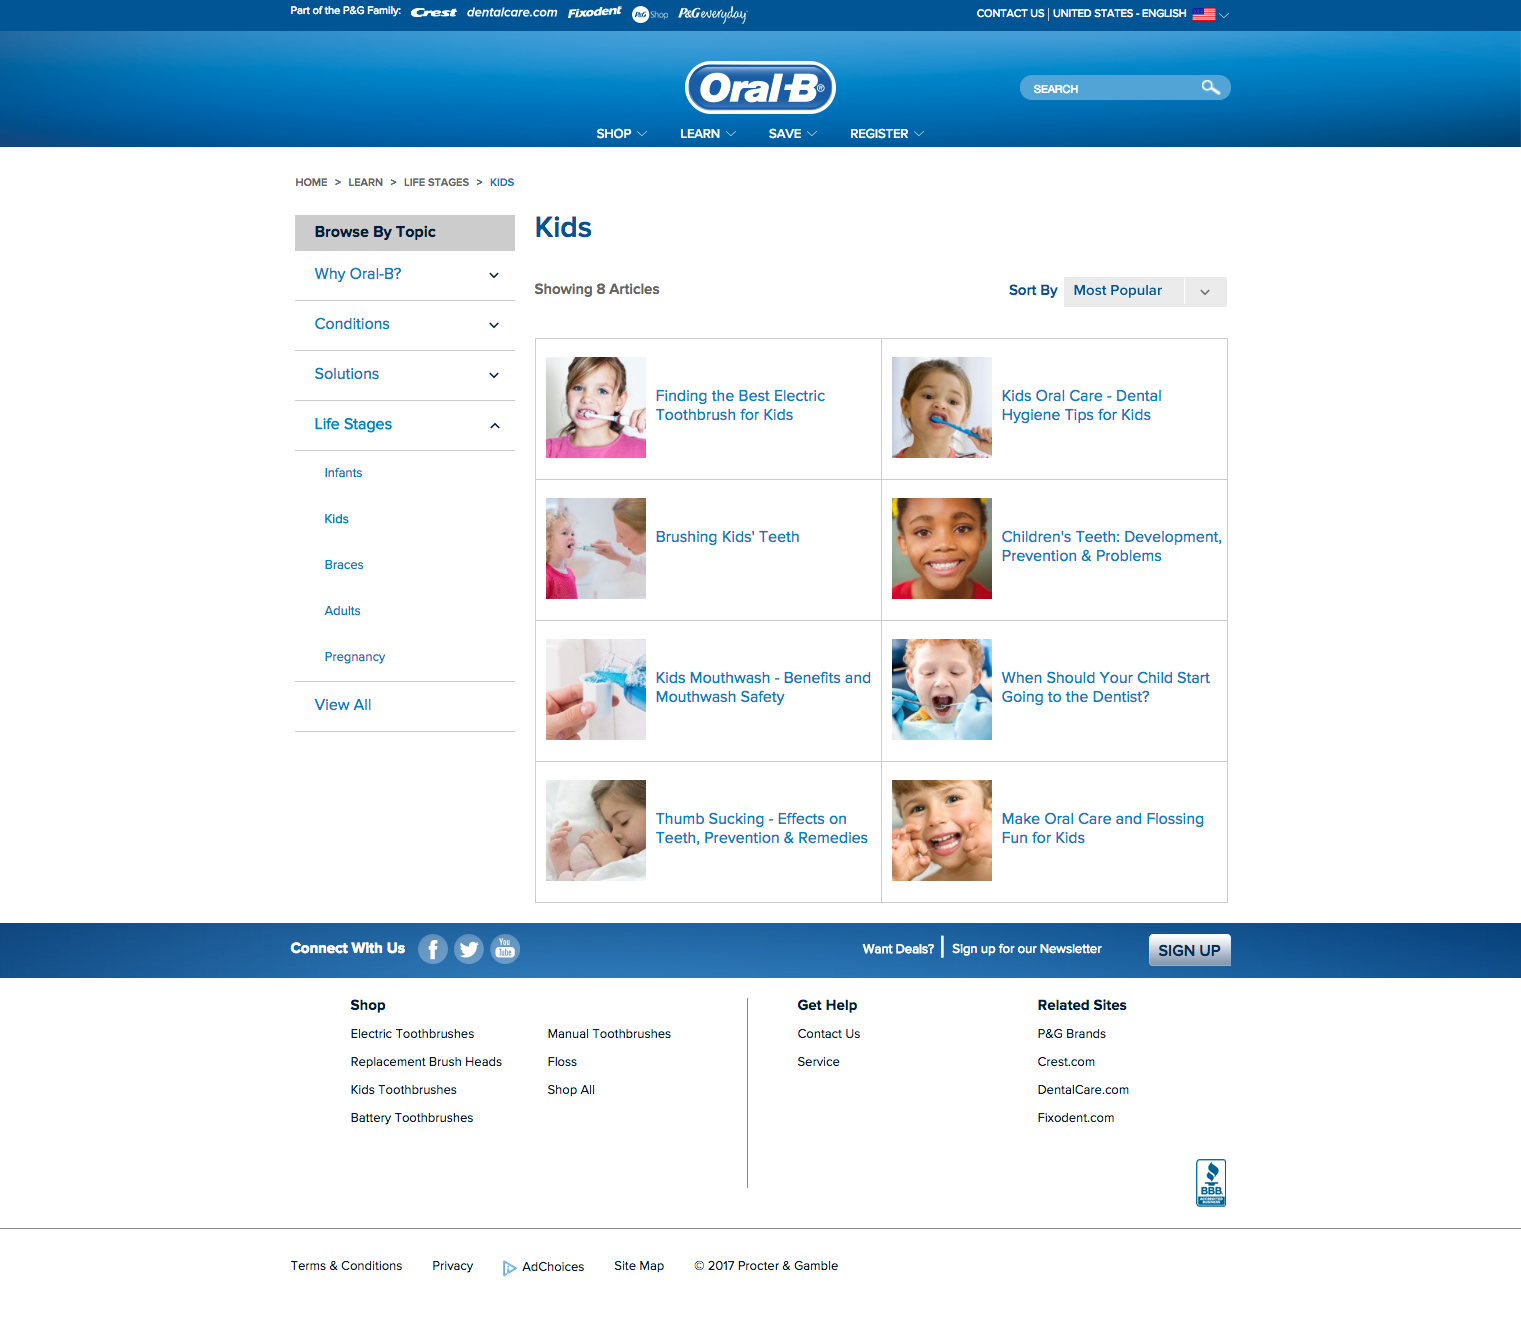 Part of the P&G Family: Crest dentalcare.com Fixodent P&G Shop P&G everyday
CONTACT US | UNITED STATES - ENGLISH
Oral-B®
SEARCH
SHOP LEARN SAVE REGISTER
HOME > LEARN > LIFE STAGES > KIDS
Browse By Topic
Why Oral-B?
Conditions
Solutions
Life Stages
Infants
Kids
Braces
Adults
Pregnancy
View All
Kids
Showing 8 Articles
Sort By Most Popular
Finding the Best Electric
Toothbrush for Kids
Kids Oral Care - Dental
Hygiene Tips for Kids
Brushing Kids' Teeth
Children's Teeth: Development,
Prevention & Problems
Kids Mouthwash - Benefits and
Mouthwash Safety
When Should Your Child Start
Going to the Dentist?
Thumb Sucking - Effects on
Teeth, Prevention & Remedies
Make Oral Care and Flossing
Fun for Kids
Connect With Us
You
Tube
Want Deals? | Sign up for our Newsletter
SIGN UP
Shop
Electric Toothbrushes
Replacement Brush Heads
Kids Toothbrushes
Battery Toothbrushes
Manual Toothbrushes
Floss
Shop All
Get Help
Contact Us
Service
Related Sites
P&G Brands
Crest.com
DentalCare.com
Fixodent.com
BBB
ACCREDITED
BUSINESS
Terms & Conditions Privacy AdChoices Site Map © 2017 Procter & Gamble